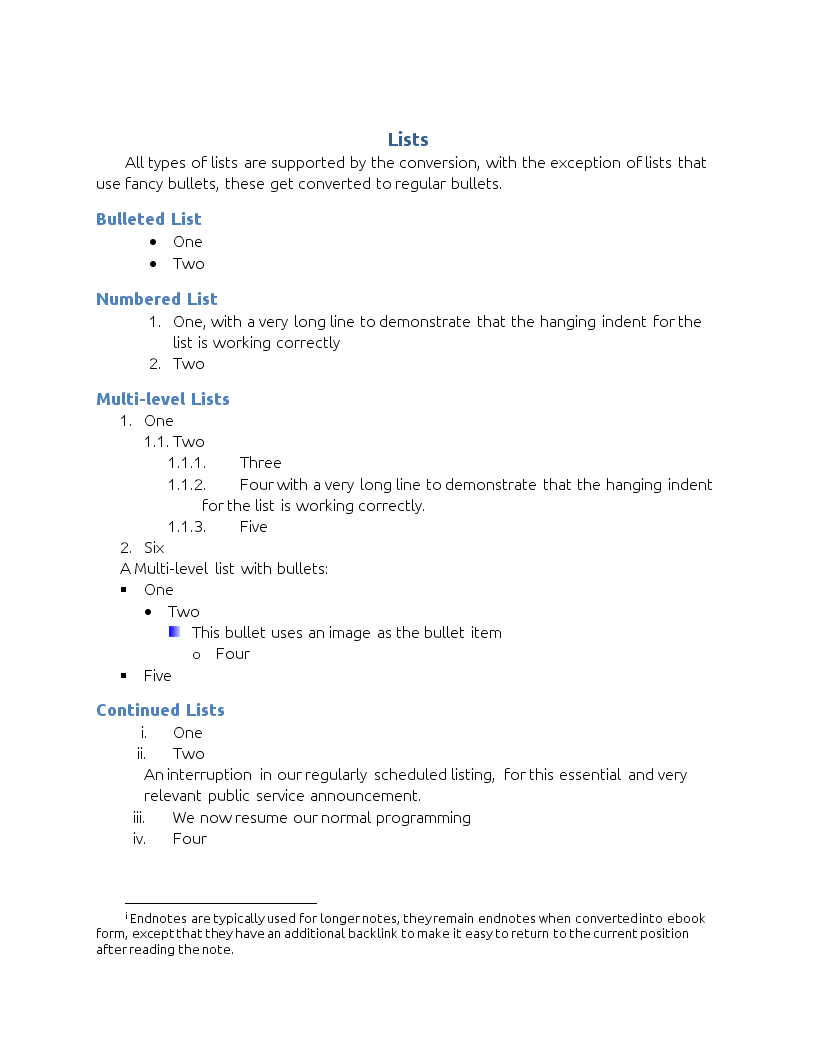 Lists
All types of lists are supported by the conversion, with the exception of lists that
use fancy bullets, these get converted to regular bullets.
Bulleted List
• One
• Two
Numbered List
1. One, with a very long line to demonstrate that the hanging indent for the
list is working correctly
2. Two
Multi-level Lists
1. One
1.1. Two
1.1.1. Three
1.1.2. Four with a very long line to demonstrate that the hanging indent
for the list is working correctly.
1.1.3. Five
2. Six
A Multi-level list with bullets:
▪ One
• Two
This bullet uses an image as the bullet item
o Four
▪ Five
Continued Lists
i. One
ii. Two
An interruption in our regularly scheduled listing, for this essential and very
relevant public service announcement.
iii. We now resume our normal programming
iv. Four
i Endnotes are typically used for longer notes, they remain endnotes when converted into ebook
form, except that they have an additional backlink to make it easy to return to the current position
after reading the note.